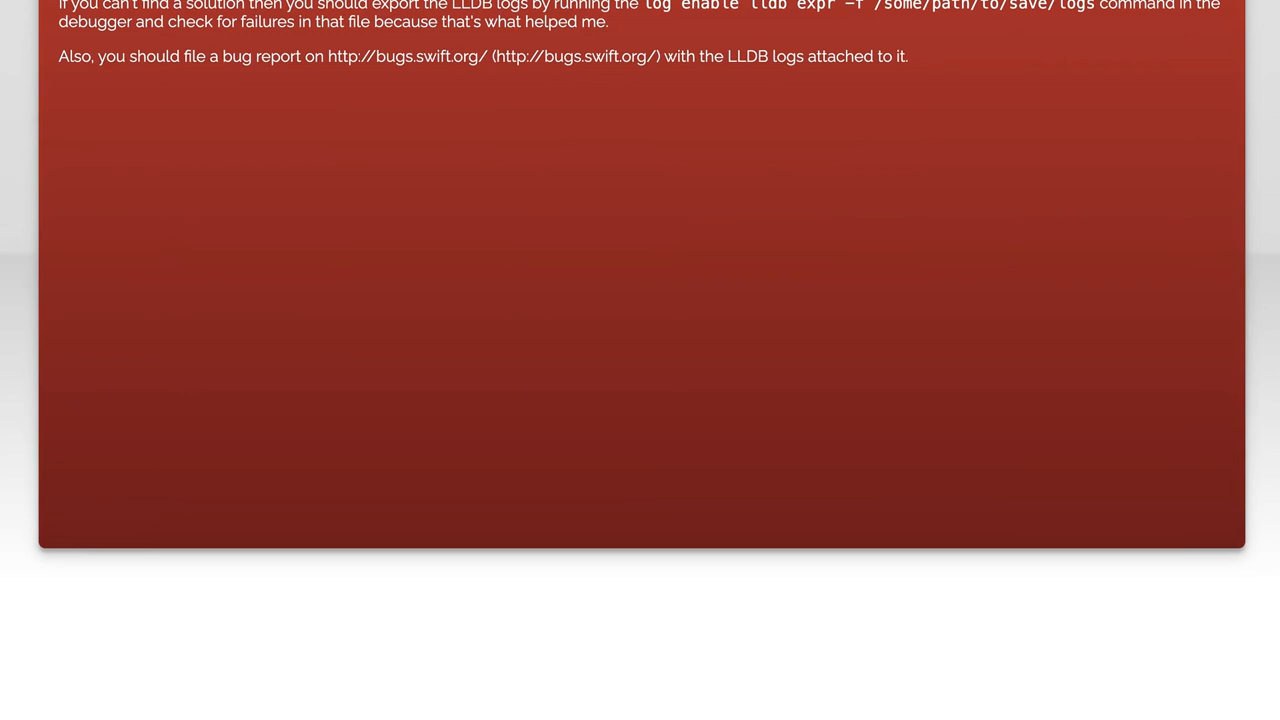 If you can't find a solution then you should export the LLDB logs by running the log enable lldb expr -f /some/path/to/save/logs command in the
debugger and check for failures in that file because that's what helped me.
Also, you should file a bug report on http://bugs.swift.org/ (http://bugs.swift.org/) with the LLDB logs attached to it.